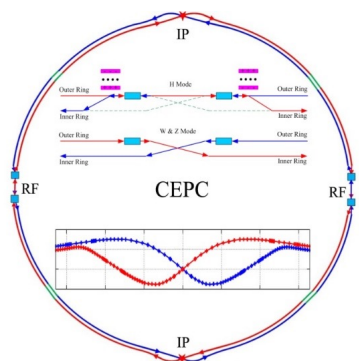 IP
Outer Ring
H Mode
Outer Ring
Inner Ring
Inner Ring
Outer Ring
W & Z Mode
Outer Ring
Inner Ring
Inner Ring
RF
CEPC
RF
IP